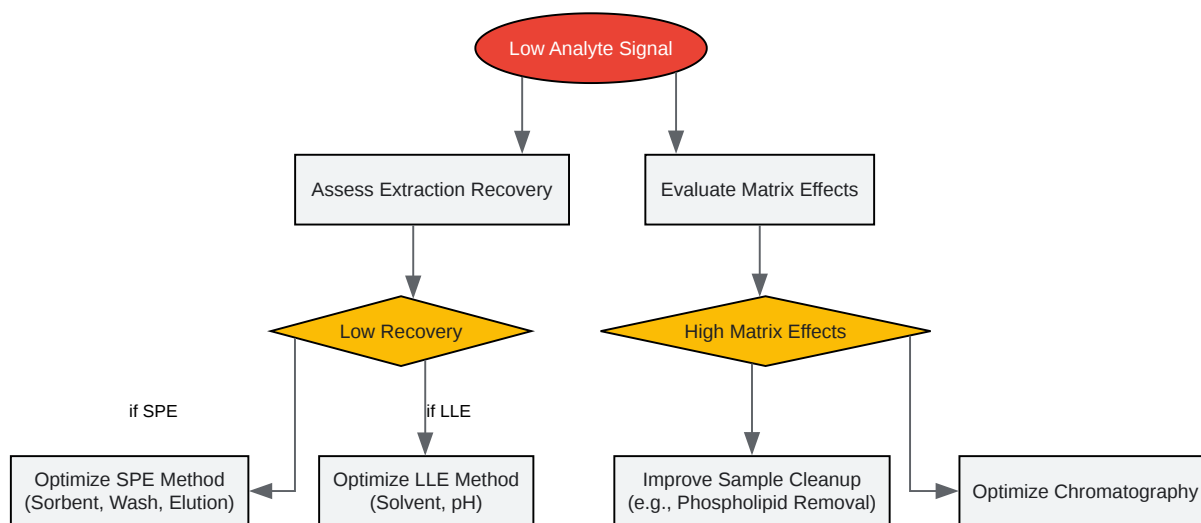 Low Analyte Signal
Assess Extraction Recovery
Evaluate Matrix Effects
Low Recovery
High Matrix Effects
if SPE
if LLE
Optimize SPE Method
(Sorbent, Wash, Elution)
Optimize LLE Method
(Solvent, pH)
Improve Sample Cleanup
(e.g., Phospholipid Removal)
Optimize Chromatography